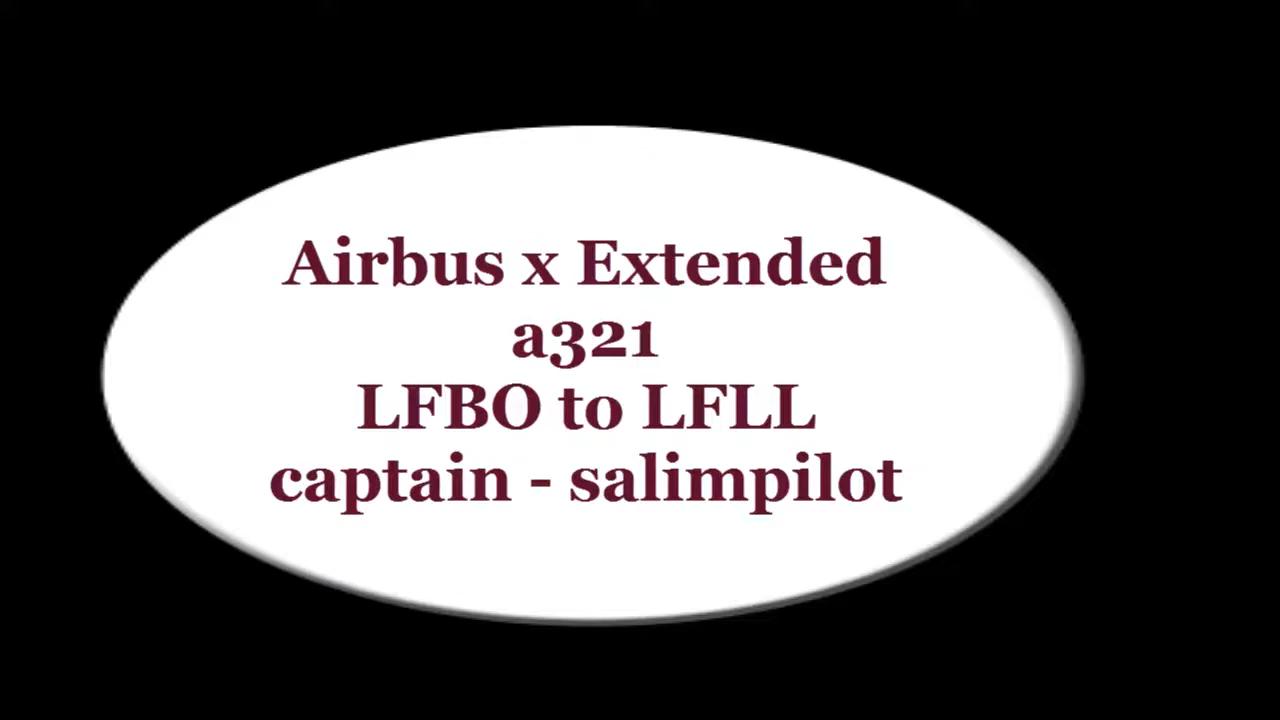 Airbus x Extended
a321
LFBO to LFLL
captain - salimpilot